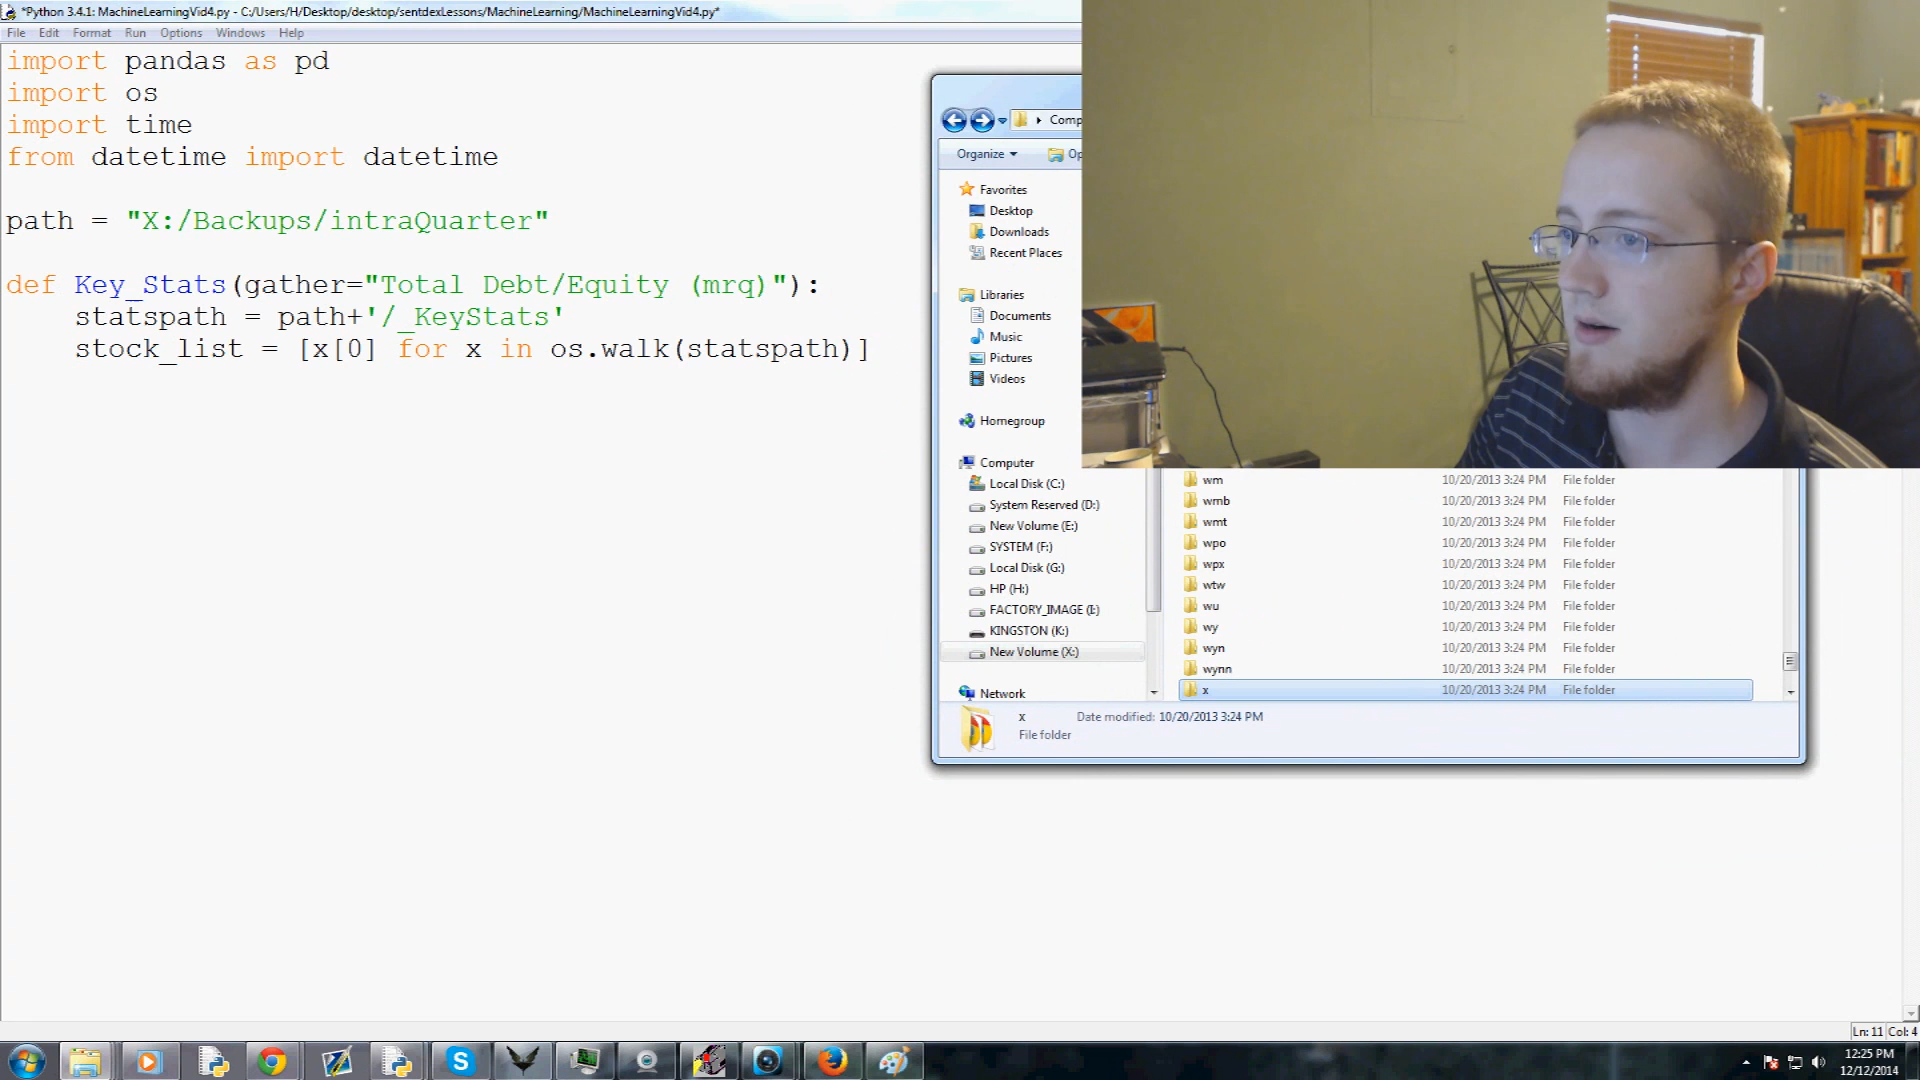 *Python 3.4.1: MachineLearningVid4.py - C:/Users/H/Desktop/desktop/sentdexLessons/MachineLearning/MachineLearningVid4.py*
File Edit Format Run Options Windows Help
import pandas as pd
import os
import time
from datetime import datetime
path = "X:/Backups/intraQuarter"
def Key_Stats(gather="Total Debt/Equity (mrq)"):
statspath = path+'/_KeyStats'
stock_list = [x[0] for x in os.walk(statspath)]
Comp
Organize Op
Favorites
Desktop
Downloads
Recent Places
Libraries
Documents
Music
Pictures
Videos
Homegroup
Computer
Local Disk (C:)
System Reserved (D:)
New Volume (E:)
SYSTEM (F:)
Local Disk (G:)
HP (H:)
FACTORY_IMAGE (I:)
KINGSTON (K:)
New Volume (X:)
Network
wm 10/20/2013 3:24 PM File folder
wmb 10/20/2013 3:24 PM File folder
wmt 10/20/2013 3:24 PM File folder
wpo 10/20/2013 3:24 PM File folder
wpx 10/20/2013 3:24 PM File folder
wtw 10/20/2013 3:24 PM File folder
wu 10/20/2013 3:24 PM File folder
wy 10/20/2013 3:24 PM File folder
wyn 10/20/2013 3:24 PM File folder
wynn 10/20/2013 3:24 PM File folder
x 10/20/2013 3:24 PM File folder
x Date modified: 10/20/2013 3:24 PM
File folder
Ln: 11 Col: 4
12:25 PM
12/12/2014